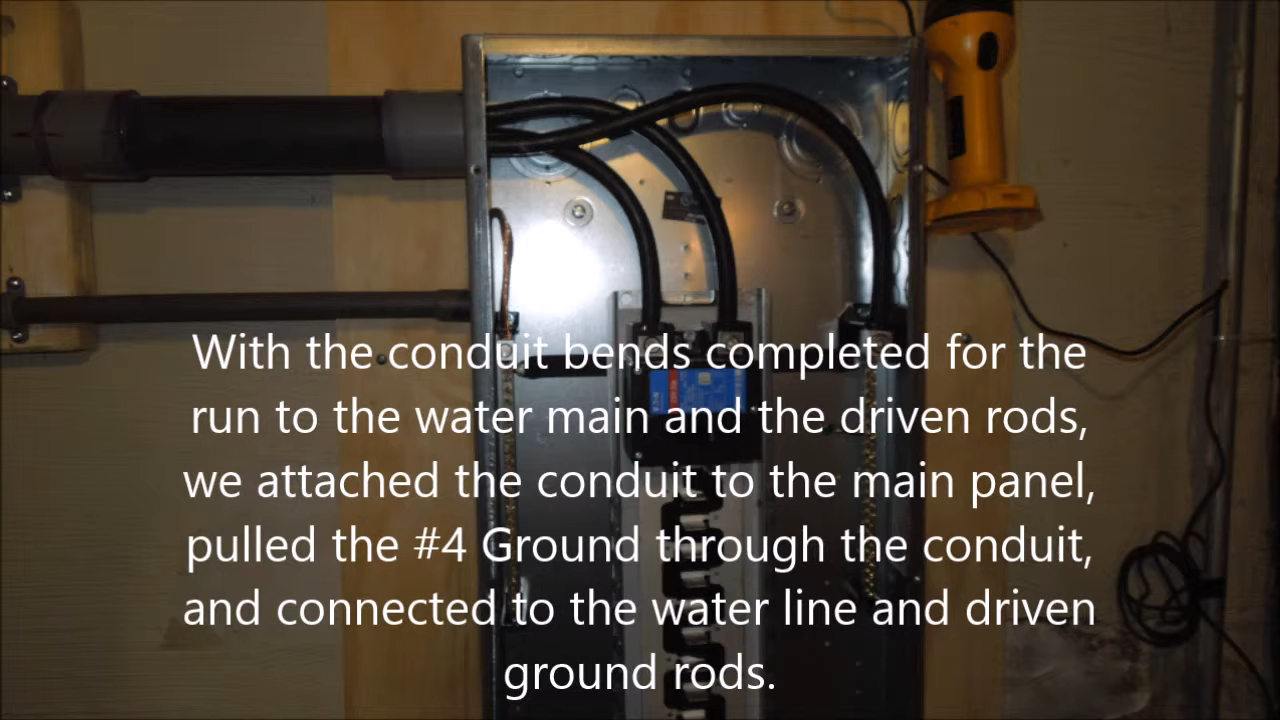 With the conduit bends completed for the
run to the water main and the driven rods,
we attached the conduit to the main panel,
pulled the #4 Ground through the conduit,
and connected to the water line and driven
ground rods.